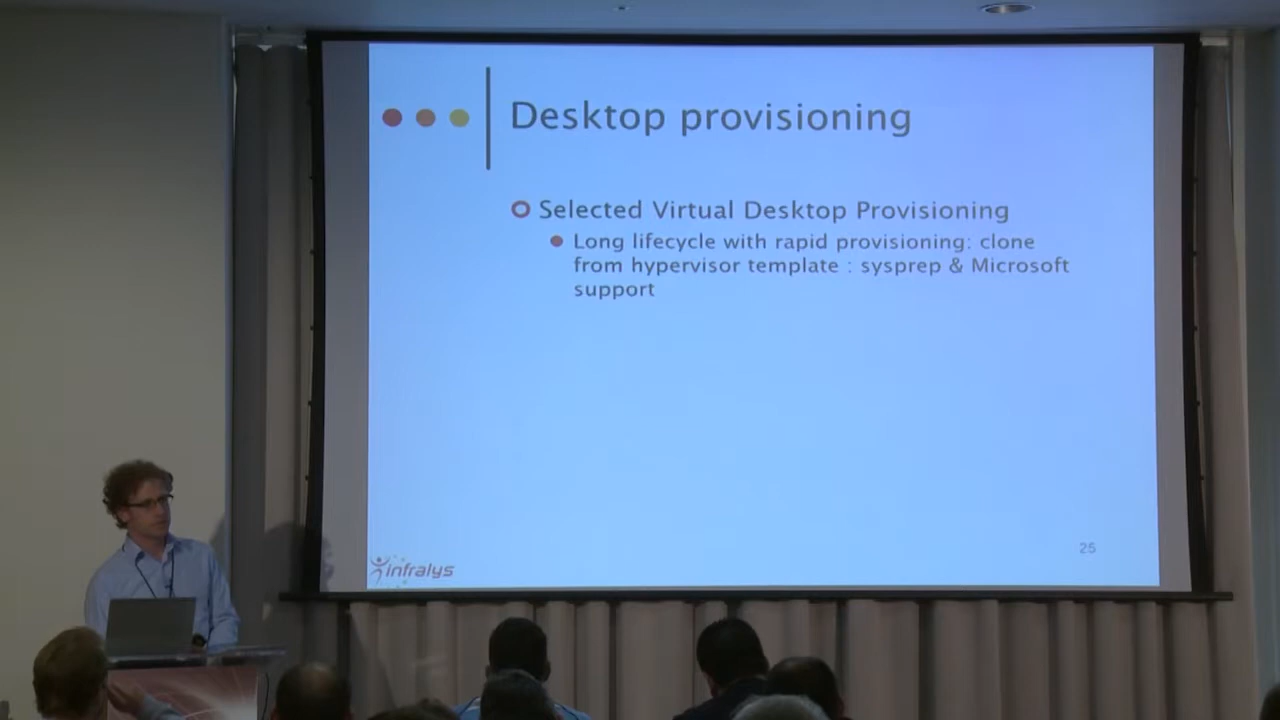 Desktop provisioning
Selected Virtual Desktop Provisioning
Long lifecycle with rapid provisioning: clone
from hypervisor template : sysprep & Microsoft
support
25
infralys